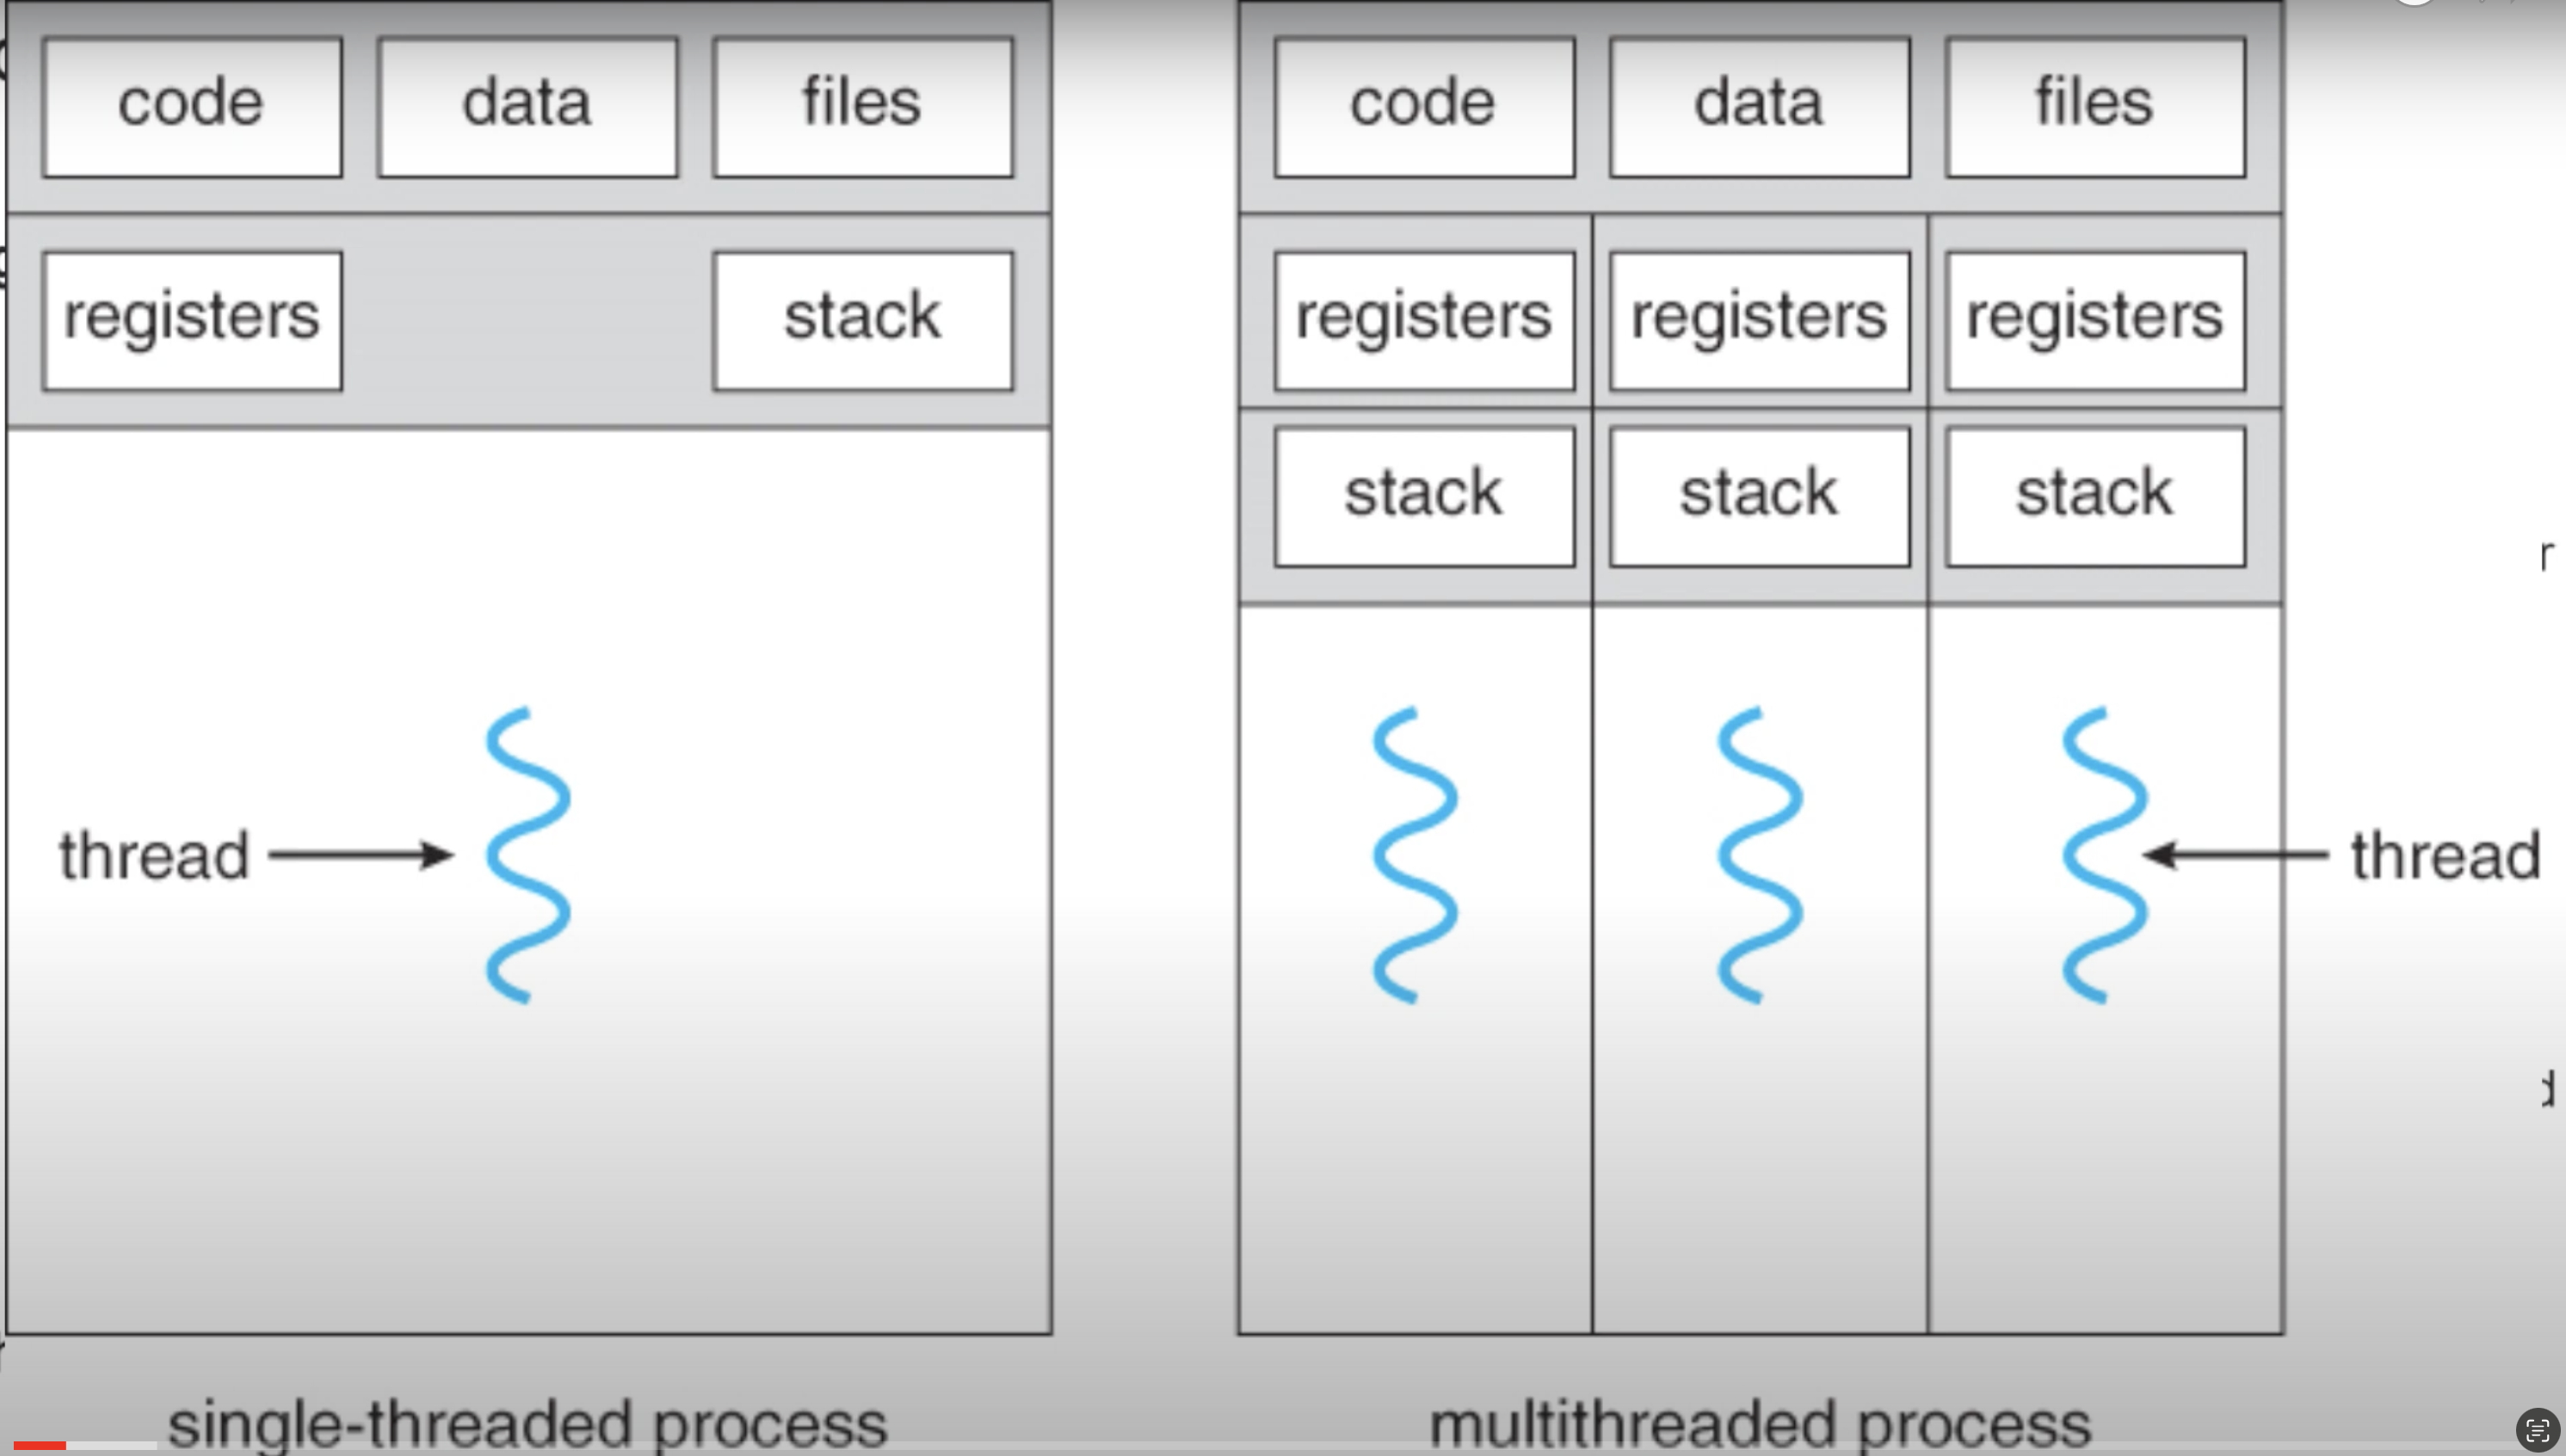 code data files
registers stack
thread
single-threaded process
code data files
registers registers registers
stack stack stack
thread
multithreaded process